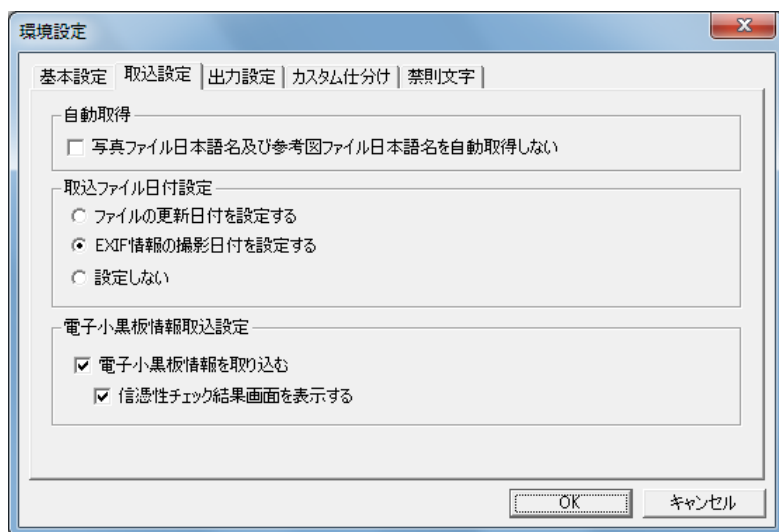 環境設定
基本設定 取込設定 出力設定 カスタム仕分け 禁則文字
自動取得
写真ファイル日本語名及び参考図ファイル日本語名を自動取得しない
取込ファイル日付設定
ファイルの更新日付を設定する
EXIF情報の撮影日付を設定する
設定しない
電子小黒板情報取込設定
電子小黒板情報を取り込む
信憑性チェック結果画面を表示する
OK キャンセル